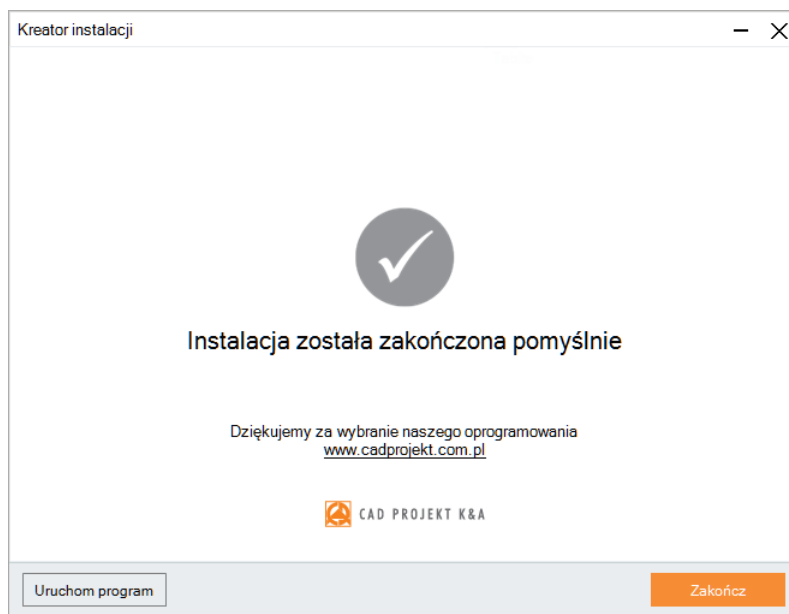 Kreator instalacji
Instalacja została zakończona pomyślnie
Dziękujemy za wybranie naszego oprogramowania
www.cadprojekt.com.pl
CAD PROJEKT K&A
Uruchom program
Zakończ